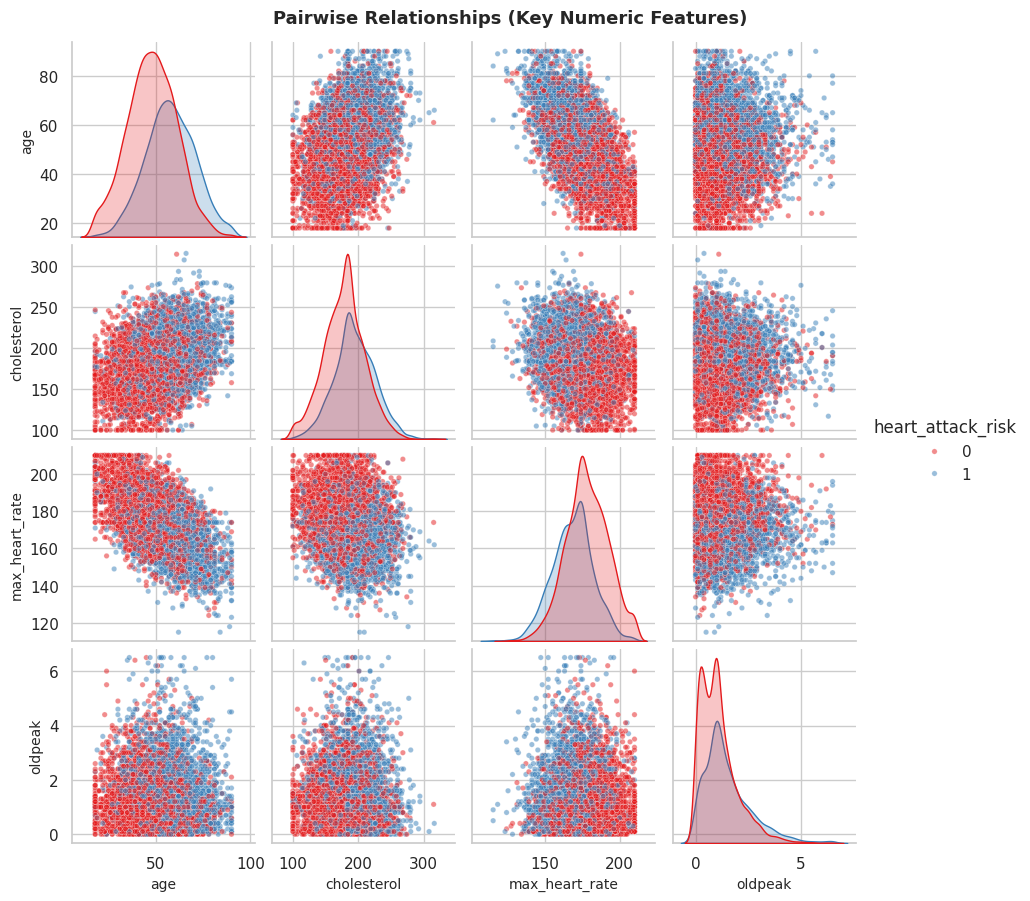 Pairwise Relationships (Key Numeric Features)
80
60
40
20
age
300
250
200
150
100
cholesterol
heart_attack_risk
0
1
200
180
160
140
120
max_heart_rate
6
4
2
0
oldpeak
50 100
100 200 300
150 200
0 5
age
cholesterol
max_heart_rate
oldpeak